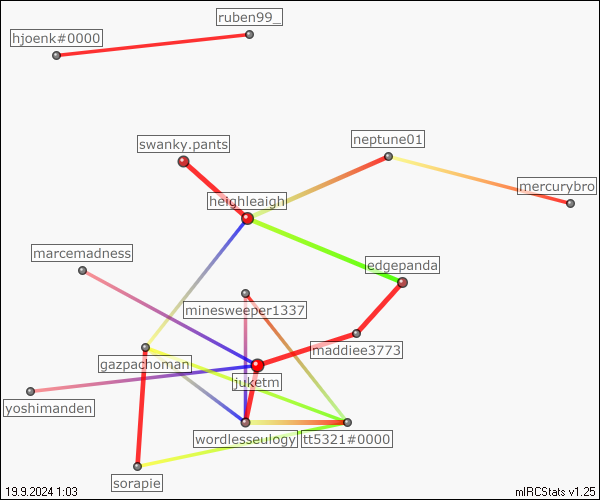 ruben99_
hjoenk#0000
neptune01
swanky.pants
mercurybro
heighleaigh
marcemadness
edgepanda
minesweeper1337
maddiee3773
gazpachoman
juketm
yoshimanden
wordlesseulogy
tt5321#0000
sorapie
19.9.2024 1:03
mIRCStats v1.25